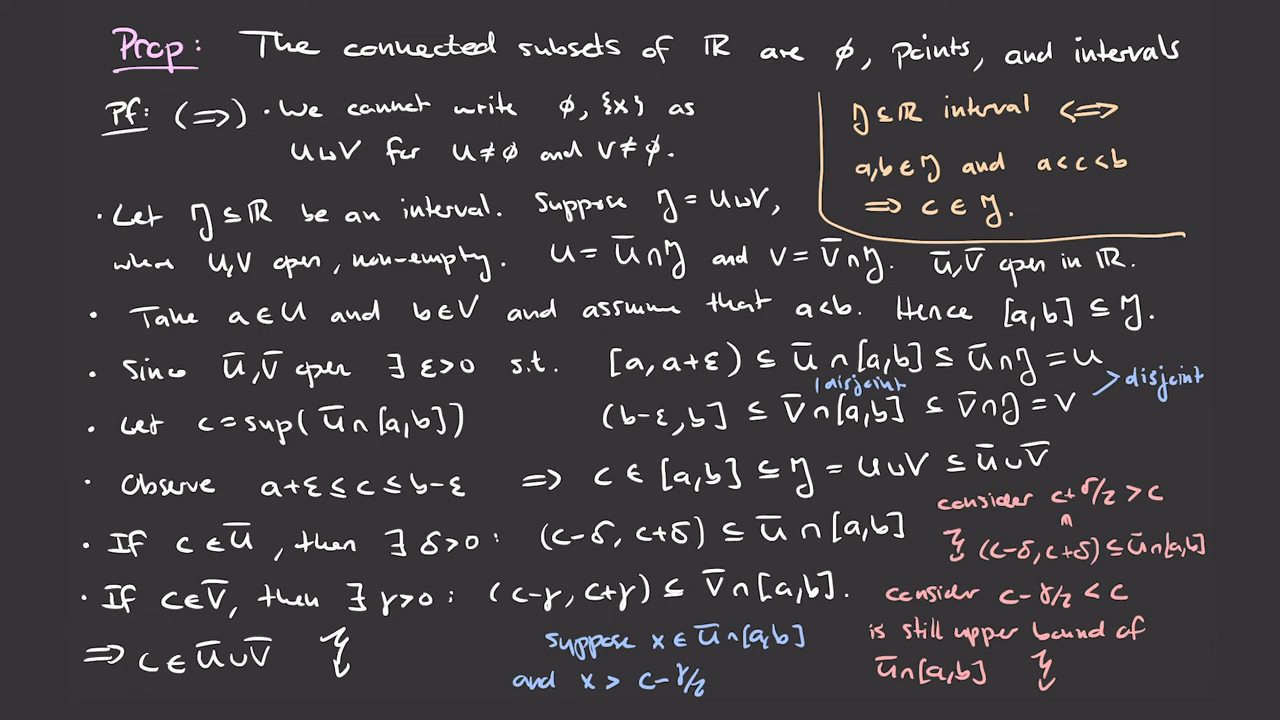 Prop: The connected subsets of ℝ are ∅, points, and intervals
Pf: (⟹) · We cannot write ∅, {x} as
U⊔V for U≠∅ and V≠∅.
J⊆ℝ interval ⟺
a,b∈J and a<c<b
⟹ c∈J.
· Let J⊆ℝ be an interval. Suppose J=U⊔V,
where U,V open, non-empty. U=U̅∩J and V=V̅∩J. U̅,V̅ open in ℝ.
· Take a∈U and b∈V and assume that a<b. Hence [a,b]⊆J.
· Since U̅,V̅ open ∃ε>0 s.t. [a,a+ε)⊆U̅∩[a,b]⊆U̅∩J=U
disjoint
disjoint
· Let c=sup(U̅∩[a,b]) (b-ε,b]⊆V̅∩[a,b]⊆V̅∩J=V
· Observe a+ε≤c≤b-ε ⟹ c∈[a,b]⊆J=U∪V⊆U̅∪V̅
consider c+δ/2>c
· If c∈U̅, then ∃δ>0: (c-δ,c+δ)⊆U̅∩[a,b]
∩
↯ (c-δ,c+δ)⊆U̅∩[a,b]
· If c∈V̅, then ∃γ>0: (c-γ,c+γ)⊆V̅∩[a,b].
consider c-γ/2<c
is still upper bound of
U̅∩[a,b] ↯
⟹ c∉U̅∪V̅ ↯
suppose x∈U̅∩[a,b]
and x>c-γ/2